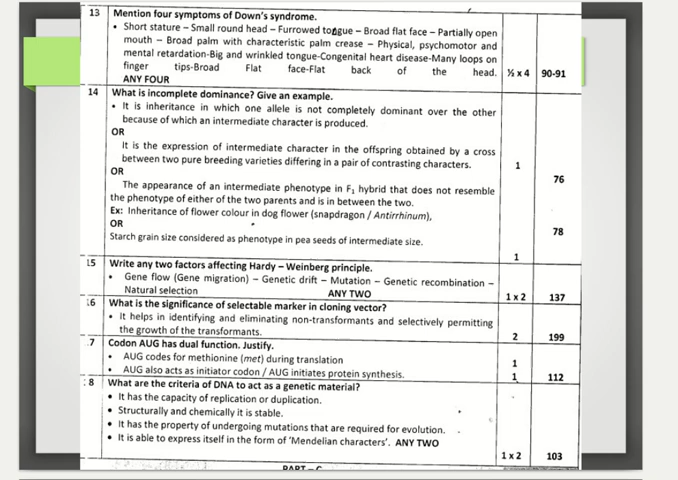 13 Mention four symptoms of Down's syndrome.
• Short stature – Small round head – Furrowed tongue – Broad flat face – Partially open
mouth – Broad palm with characteristic palm crease – Physical, psychomotor and
mental retardation-Big and wrinkled tongue-Congenital heart disease-Many loops on
finger tips-Broad Flat face-Flat back of the head. ½ x 4 90-91
ANY FOUR
14 What is incomplete dominance? Give an example.
• It is inheritance in which one allele is not completely dominant over the other
because of which an intermediate character is produced.
OR
It is the expression of intermediate character in the offspring obtained by a cross
between two pure breeding varieties differing in a pair of contrasting characters. 1
OR 76
The appearance of an intermediate phenotype in F₁ hybrid that does not resemble
the phenotype of either of the two parents and is in between the two.
Ex: Inheritance of flower colour in dog flower (snapdragon / Antirrhinum),
OR 78
Starch grain size considered as phenotype in pea seeds of intermediate size.
1
15 Write any two factors affecting Hardy – Weinberg principle.
• Gene flow (Gene migration) – Genetic drift – Mutation – Genetic recombination –
Natural selection ANY TWO 1 x 2 137
16 What is the significance of selectable marker in cloning vector?
• It helps in identifying and eliminating non-transformants and selectively permitting
the growth of the transformants. 2 199
7 Codon AUG has dual function. Justify.
• AUG codes for methionine (met) during translation 1
• AUG also acts as initiator codon / AUG initiates protein synthesis. 1 112
8 What are the criteria of DNA to act as a genetic material?
• It has the capacity of replication or duplication.
• Structurally and chemically it is stable.
• It has the property of undergoing mutations that are required for evolution.
• It is able to express itself in the form of 'Mendelian characters'. ANY TWO
1 x 2 103
PART – C